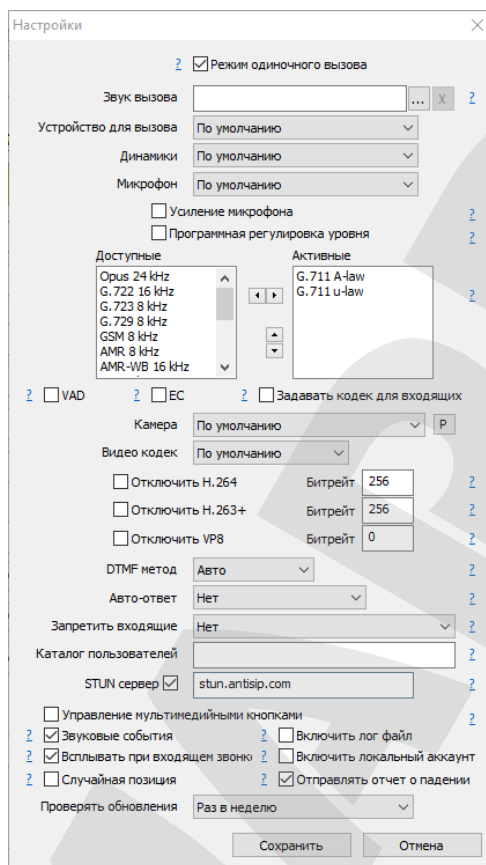 Настройки
? Режим одиночного вызова
Звук вызова ... X ?
Устройство для вызова По умолчанию
Динамики По умолчанию
Микрофон По умолчанию
Усиление микрофона ?
Программная регулировка уровня ?
Доступные Активные
Opus 24 kHz G.711 A-law
G.722 16 kHz G.711 u-law
G.723 8 kHz ?
G.729 8 kHz
GSM 8 kHz
AMR 8 kHz
AMR-WB 16 kHz
? VAD ? EC ? Задавать кодек для входящих
Камера По умолчанию P
Видео кодек По умолчанию
Отключить H.264 Битрейт 256 ?
Отключить H.263+ Битрейт 256 ?
Отключить VP8 Битрейт 0 ?
DTMF метод Авто ?
Авто-ответ Нет ?
Запретить входящие Нет ?
Каталог пользователей ?
STUN сервер stun.antisip.com ?
Управление мультимедийными кнопками ?
? Звуковые события ? Включить лог файл
? Всплывать при входящем звонк ? Включить локальный аккаунт
? Случайная позиция ? Отправлять отчет о падении
Проверять обновления Раз в неделю
Сохранить Отмена